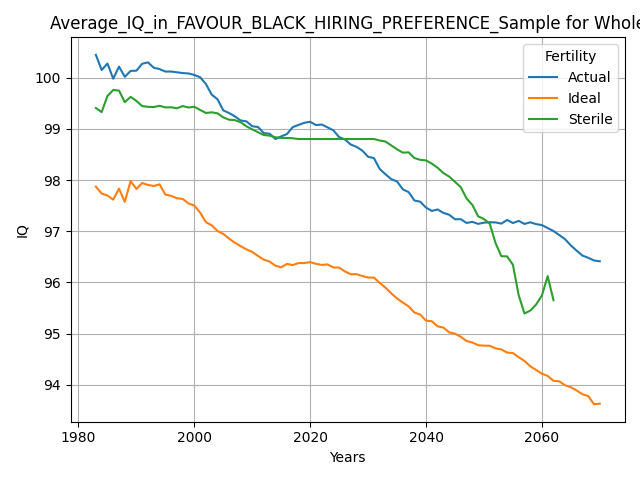 Average_IQ_in_FAVOUR_BLACK_HIRING_PREFERENCE_Sample for Whole
Fertility
Actual
Ideal
Sterile
IQ
100
99
98
97
96
95
94
1980
2000
2020
2040
2060
Years